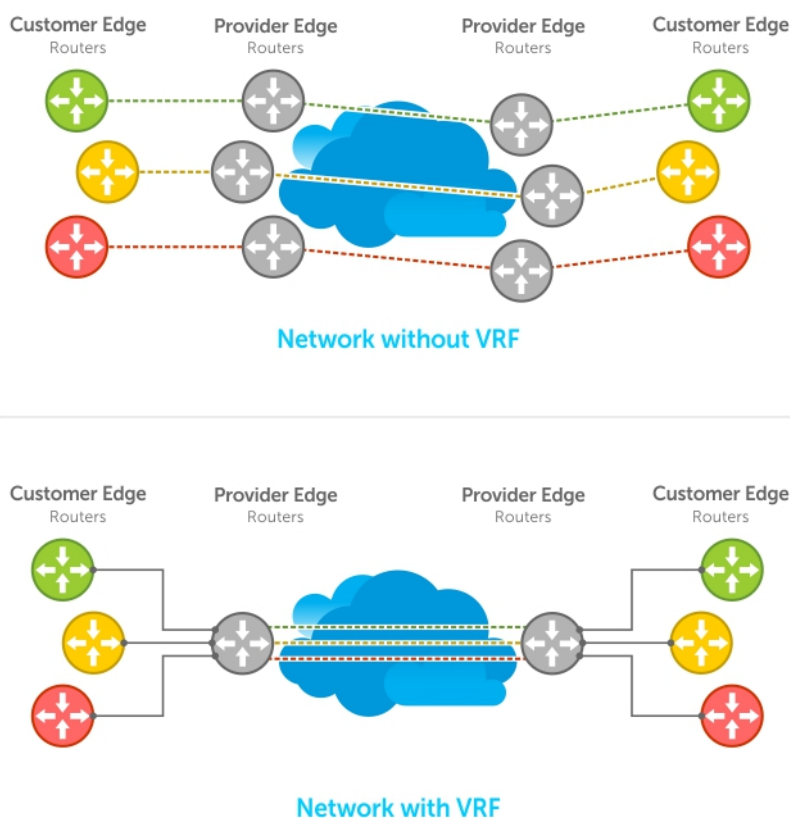 Customer Edge
Routers
Provider Edge
Routers
Provider Edge
Routers
Customer Edge
Routers
Network without VRF
Customer Edge
Routers
Provider Edge
Routers
Provider Edge
Routers
Customer Edge
Routers
Network with VRF